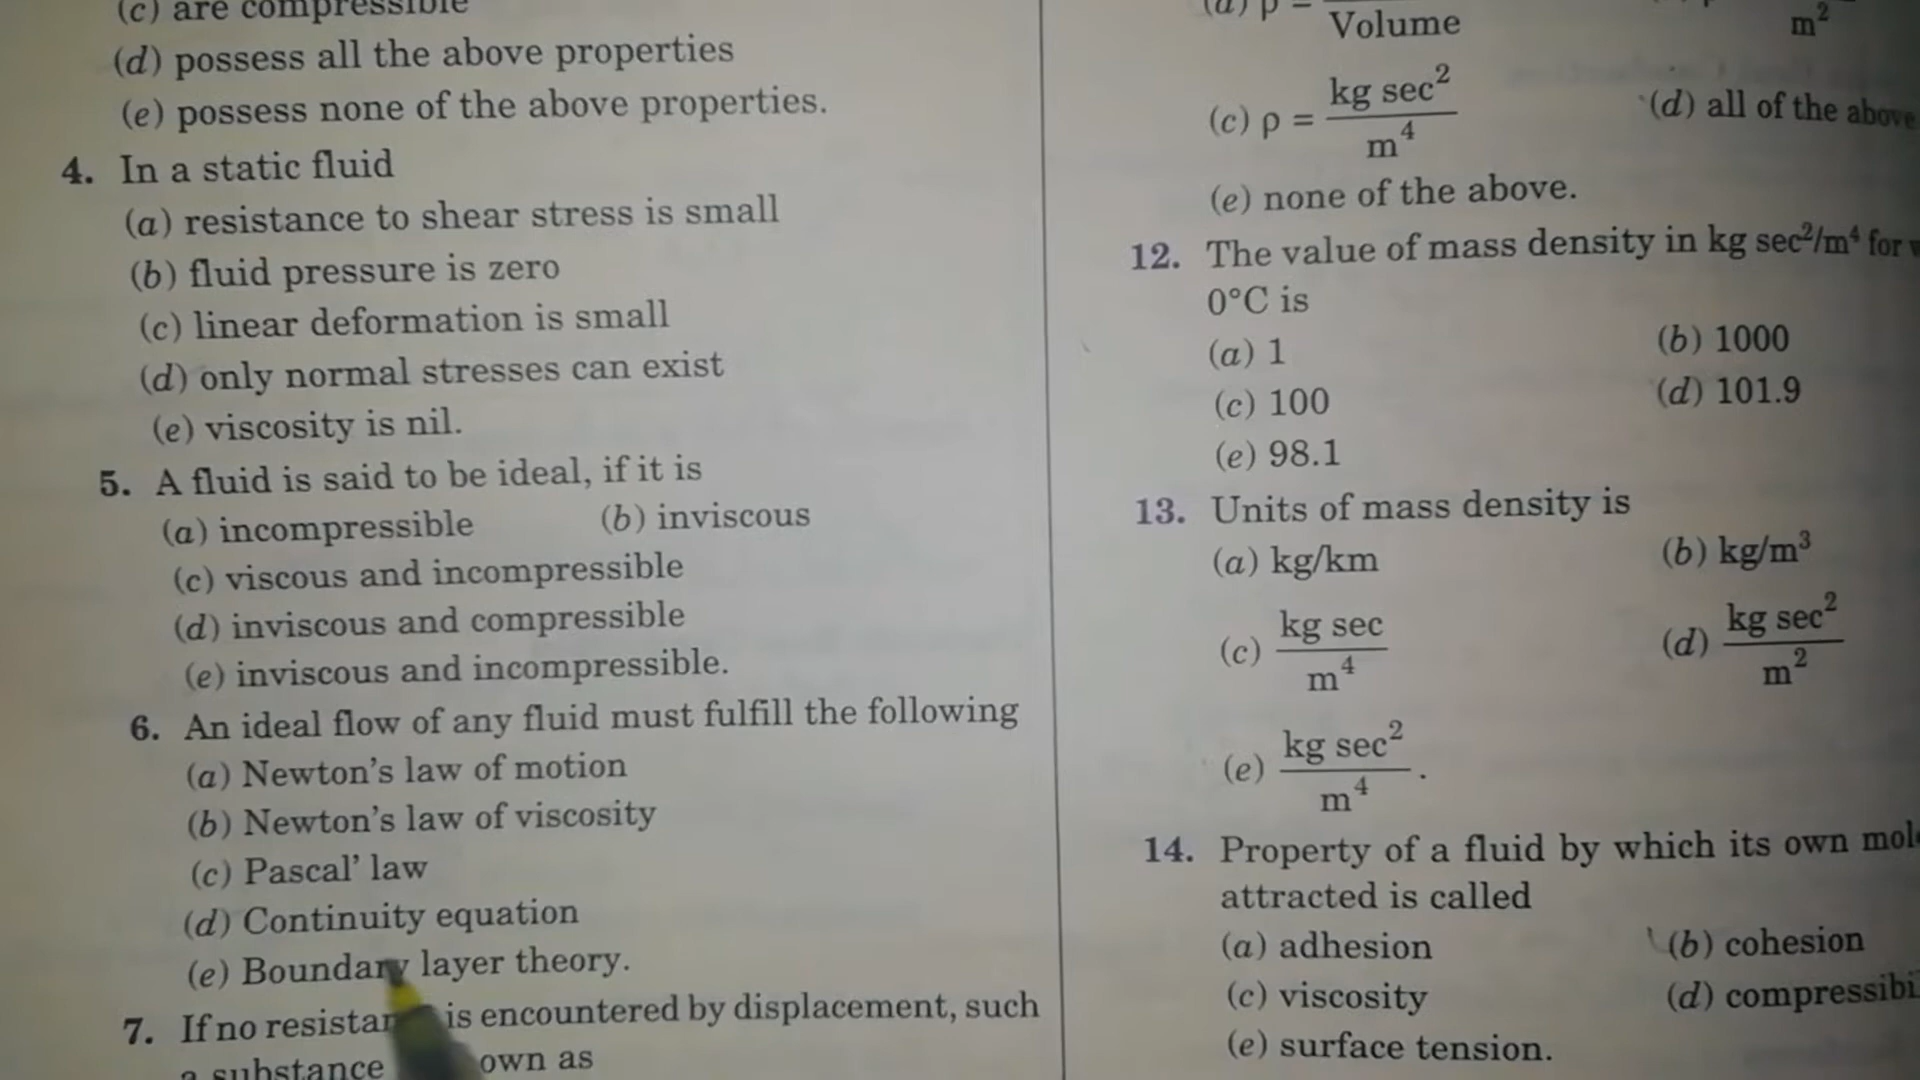 (c) are compressible
(d) possess all the above properties
(e) possess none of the above properties.
4. In a static fluid
(a) resistance to shear stress is small
(b) fluid pressure is zero
(c) linear deformation is small
(d) only normal stresses can exist
(e) viscosity is nil.
5. A fluid is said to be ideal, if it is
(a) incompressible (b) inviscous
(c) viscous and incompressible
(d) inviscous and compressible
(e) inviscous and incompressible.
6. An ideal flow of any fluid must fulfill the following
(a) Newton's law of motion
(b) Newton's law of viscosity
(c) Pascal' law
(d) Continuity equation
(e) Boundary layer theory.
7. If no is encountered by displacement, such
a substance
Volume m²
(c) ρ = kg sec²/m⁴ (d) all of the above
(e) none of the above.
12. The value of mass density in kg sec²/m⁴ for
0°C is
(a) 1 (b) 1000
(c) 100 (d) 101.9
(e) 98.1
13. Units of mass density is
(a) kg/km (b) kg/m³
(c) kg sec/m⁴ (d) kg sec²/m²
(e) kg sec²/m⁴.
14. Property of a fluid by which its own
attracted is called
(a) adhesion (b) cohesion
(c) viscosity (d)
(e) surface tension.